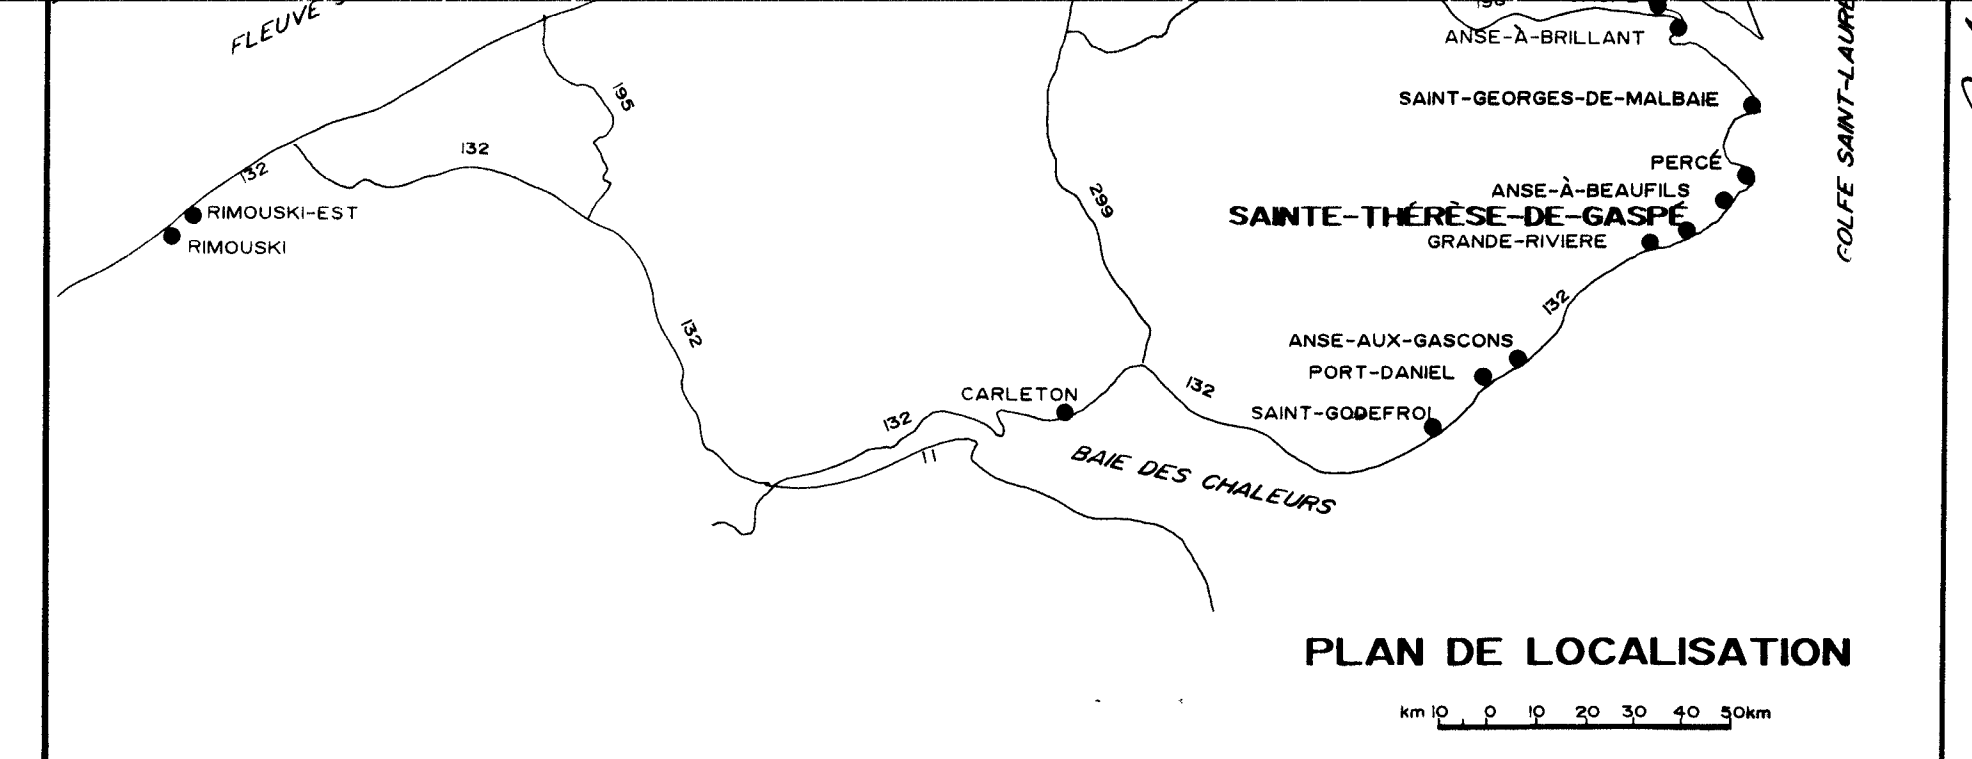 FLEUVE
198
ANSE-À-BRILLANT
195
SAINT-GEORGES-DE-MALBAIE
GOLFE SAINT-LAURE
132
132
PERCÉ
299
ANSE-À-BEAUFILS
RIMOUSKI-EST
SAINTE-THÉRÈSE-DE-GASPÉ
RIMOUSKI
GRANDE-RIVIERE
132
132
ANSE-AUX-GASCONS
PORT-DANIEL
132
CARLETON
132
SAINT-GODEFROI
11
BAIE DES CHALEURS
PLAN DE LOCALISATION
km 10 0 10 20 30 40 50km